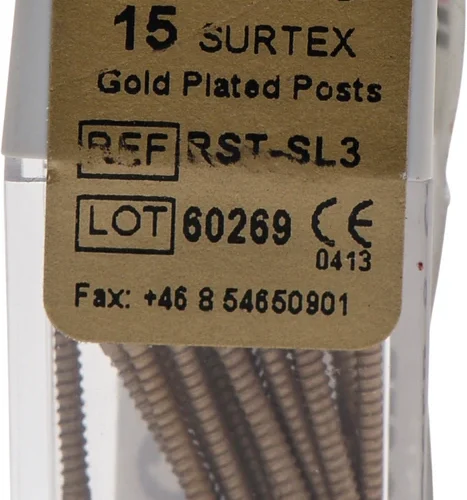 15 SURTEX
Gold Plated Posts
REF RST-SL3
LOT 60269 CE
0413
Fax: +46 8 54650901